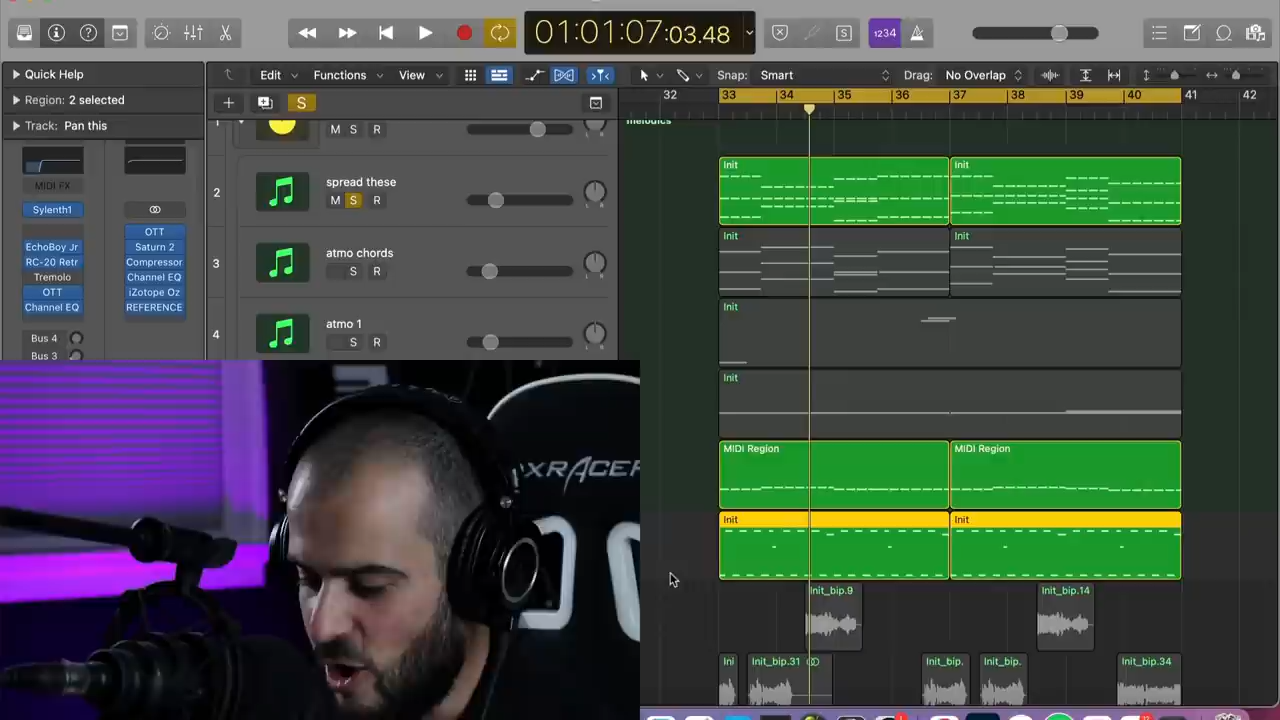 01:01:07:03.48
1234
Quick Help
Region: 2 selected
Track: Pan this
Edit Functions View
Snap: Smart
Drag: No Overlap
S
32 33 34 35 36 37 38 39 40 41 42
MIDI FX
Sylenth1
EchoBoy Jr
RC-20 Retr
Tremolo
OTT
Channel EQ
Bus 4
Bus 3
OTT
Saturn 2
Compressor
Channel EQ
iZotope Oz
REFERENCE
1 M S R
2 spread these
M S R
3 atmo chords
S R
4 atmo 1
S R
melodics
Init Init
Init Init
Init
Init
MIDI Region MIDI Region
Init Init
Init_bip.9 Init_bip.14
Ini Init_bip.31 Init_bip. Init_bip. Init_bip.34